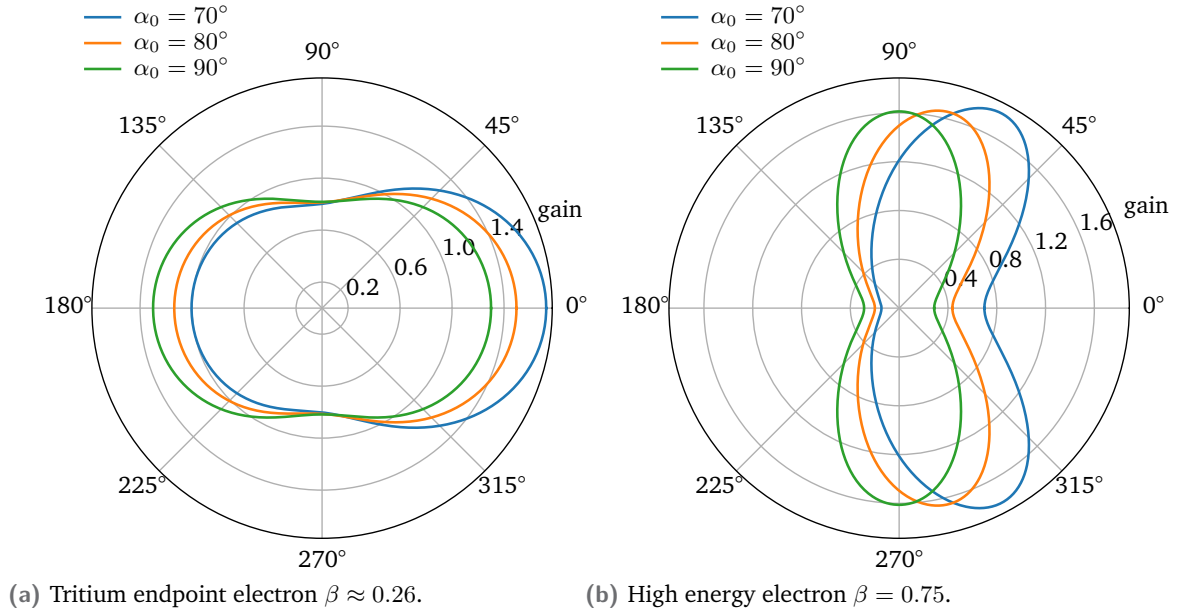 α₀ = 70°
α₀ = 80°
α₀ = 90°
90°
135°
45°
gain
1.4
1.0
0.6
0.2
180°
0°
225°
315°
270°
(a) Tritium endpoint electron β ≈ 0.26.
α₀ = 70°
α₀ = 80°
α₀ = 90°
90°
135°
45°
gain
1.6
1.2
0.8
0.4
180°
0°
225°
315°
270°
(b) High energy electron β = 0.75.